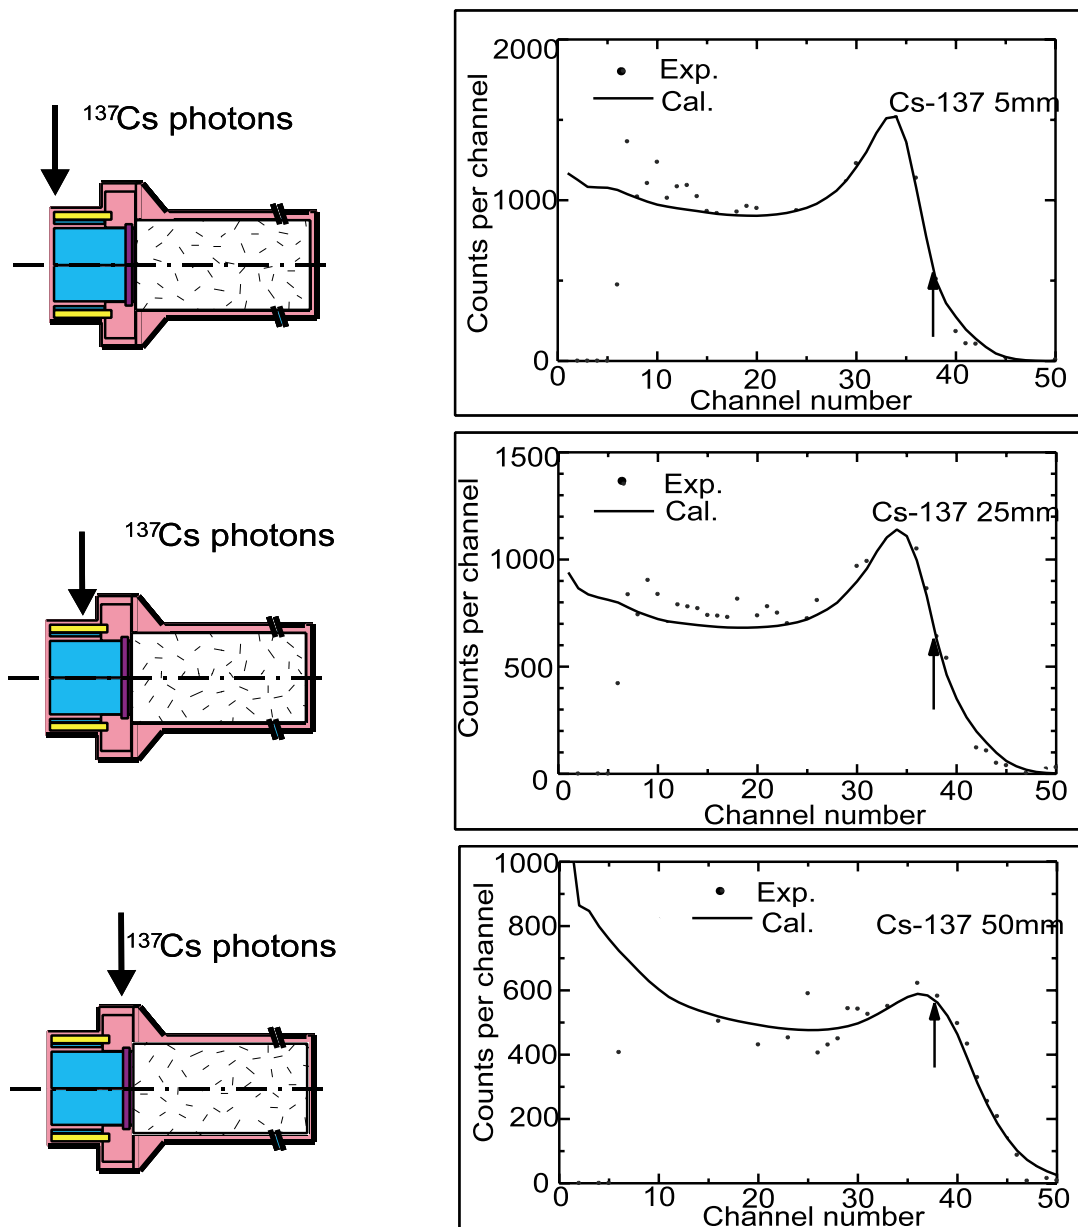 ¹³⁷Cs photons
2000
Exp.
Cal.
Cs-137 5mm
Counts per channel
1000
0
0 10 20 30 40 50
Channel number
¹³⁷Cs photons
1500
Exp.
Cal.
Cs-137 25mm
Counts per channel
1000
500
0
0 10 20 30 40 50
Channel number
¹³⁷Cs photons
1000
Exp.
Cal.
Cs-137 50mm
Counts per channel
800
600
400
200
0
0 10 20 30 40 50
Channel number